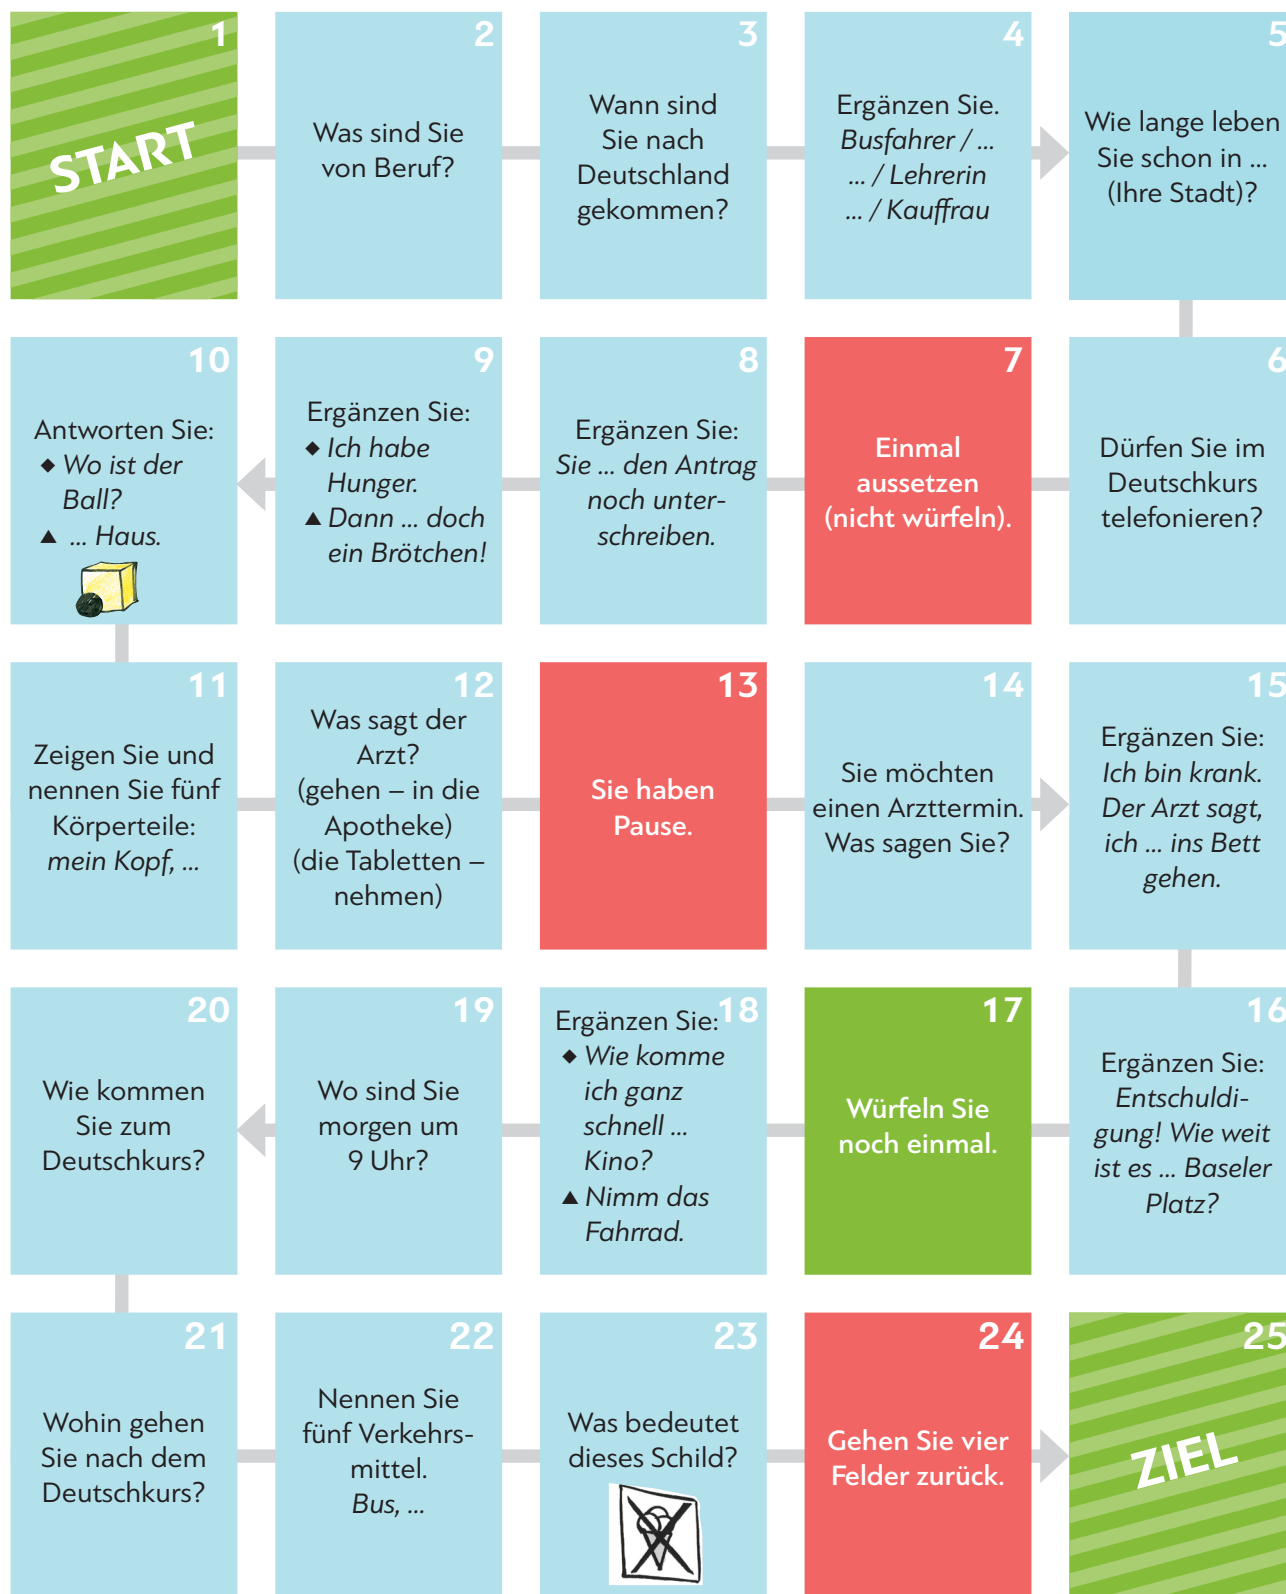 1
START
2
Was sind Sie
von Beruf?
3
Wann sind
Sie nach
Deutschland
gekommen?
4
Ergänzen Sie.
Busfahrer / ...
... / Lehrerin
... / Kauffrau
5
Wie lange leben
Sie schon in ...
(Ihre Stadt)?
6
Dürfen Sie im
Deutschkurs
telefonieren?
7
Einmal
aussetzen
(nicht würfeln).
8
Ergänzen Sie:
Sie ... den Antrag
noch unter-
schreiben.
9
Ergänzen Sie:
◆ Ich habe
Hunger.
▲ Dann ... doch
ein Brötchen!
10
Antworten Sie:
◆ Wo ist der
Ball?
▲ ... Haus.
11
Zeigen Sie und
nennen Sie fünf
Körperteile:
mein Kopf, ...
12
Was sagt der
Arzt?
(gehen – in die
Apotheke)
(die Tabletten –
nehmen)
13
Sie haben
Pause.
14
Sie möchten
einen Arzttermin.
Was sagen Sie?
15
Ergänzen Sie:
Ich bin krank.
Der Arzt sagt,
ich ... ins Bett
gehen.
16
Ergänzen Sie:
Entschuldi-
gung! Wie weit
ist es ... Baseler
Platz?
17
Würfeln Sie
noch einmal.
18
Ergänzen Sie:
◆ Wie komme
ich ganz
schnell ...
Kino?
▲ Nimm das
Fahrrad.
19
Wo sind Sie
morgen um
9 Uhr?
20
Wie kommen
Sie zum
Deutschkurs?
21
Wohin gehen
Sie nach dem
Deutschkurs?
22
Nennen Sie
fünf Verkehrs-
mittel.
Bus, ...
23
Was bedeutet
dieses Schild?
24
Gehen Sie vier
Felder zurück.
25
ZIEL